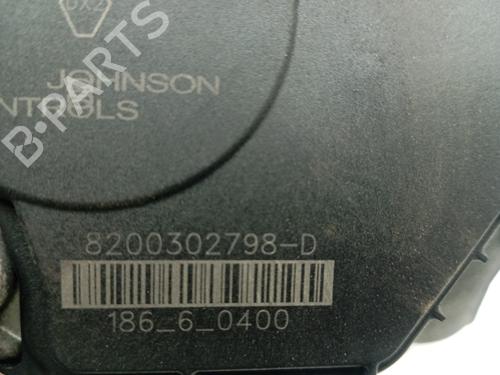 B-PARTS
JOHNSON
NTROLS
8200302798-D
186_6_0400